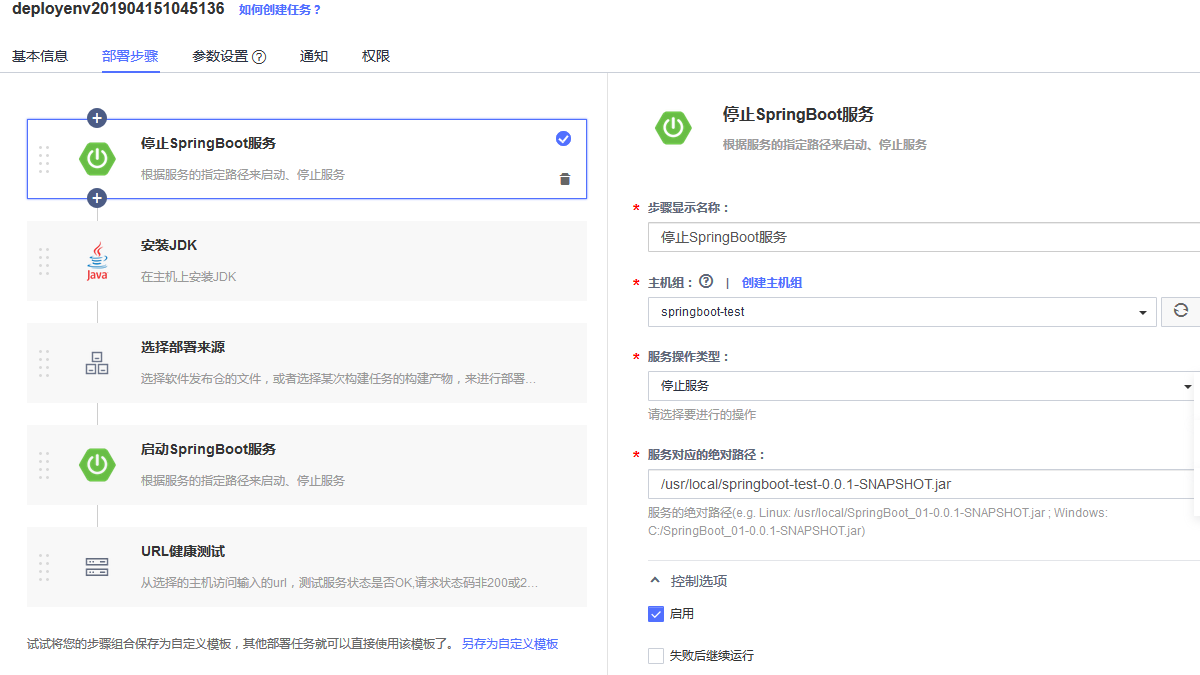 deployenv201904151045136 如何创建任务？
基本信息 部署步骤 参数设置 ? 通知 权限
停止SpringBoot服务
根据服务的指定路径来启动、停止服务
安装JDK
在主机上安装JDK
Java
选择部署来源
选择软件发布仓的文件，或者选择某次构建任务的构建产物，来进行部署...
启动SpringBoot服务
根据服务的指定路径来启动、停止服务
URL健康测试
从选择的主机访问输入的url，测试服务状态是否OK,请求状态码非200或2...
试试将您的步骤组合保存为自定义模板，其他部署任务就可以直接使用该模板了。 另存为自定义模板
停止SpringBoot服务
根据服务的指定路径来启动、停止服务
* 步骤显示名称：
停止SpringBoot服务
* 主机组： ? | 创建主机组
springboot-test
* 服务操作类型：
停止服务
请选择要进行的操作
* 服务对应的绝对路径：
/usr/local/springboot-test-0.0.1-SNAPSHOT.jar
服务的绝对路径(e.g. Linux: /usr/local/SpringBoot_01-0.0.1-SNAPSHOT.jar ; Windows:
C:/SpringBoot_01-0.0.1-SNAPSHOT.jar)
控制选项
启用
失败后继续运行